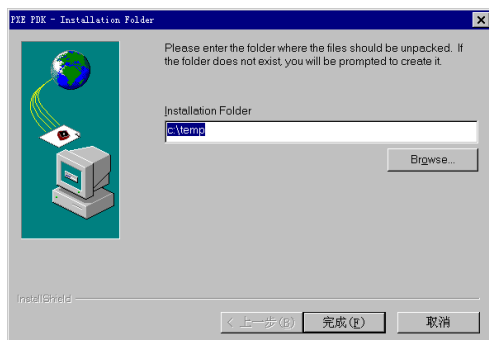 PXE PDK - Installation Folder
Please enter the folder where the files should be unpacked. If
the folder does not exist, you will be prompted to create it.
Installation Folder
c:\temp
Browse...
InstallShield
< 上一步(B)
完成(F)
取消